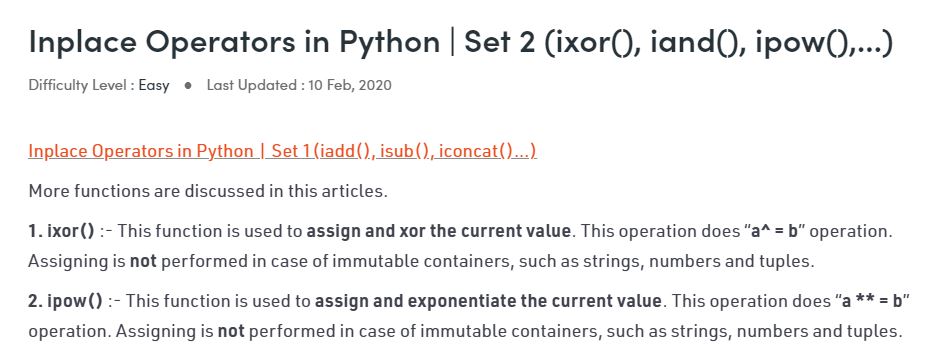 Inplace Operators in Python | Set 2 (ixor(), iand(), ipow(),…)
Difficulty Level : Easy ● Last Updated : 10 Feb, 2020
Inplace Operators in Python | Set 1(iadd(), isub(), iconcat()…)
More functions are discussed in this articles.
1. ixor() :- This function is used to assign and xor the current value. This operation does “a^ = b” operation.
Assigning is not performed in case of immutable containers, such as strings, numbers and tuples.
2. ipow() :- This function is used to assign and exponentiate the current value. This operation does “a ** = b”
operation. Assigning is not performed in case of immutable containers, such as strings, numbers and tuples.